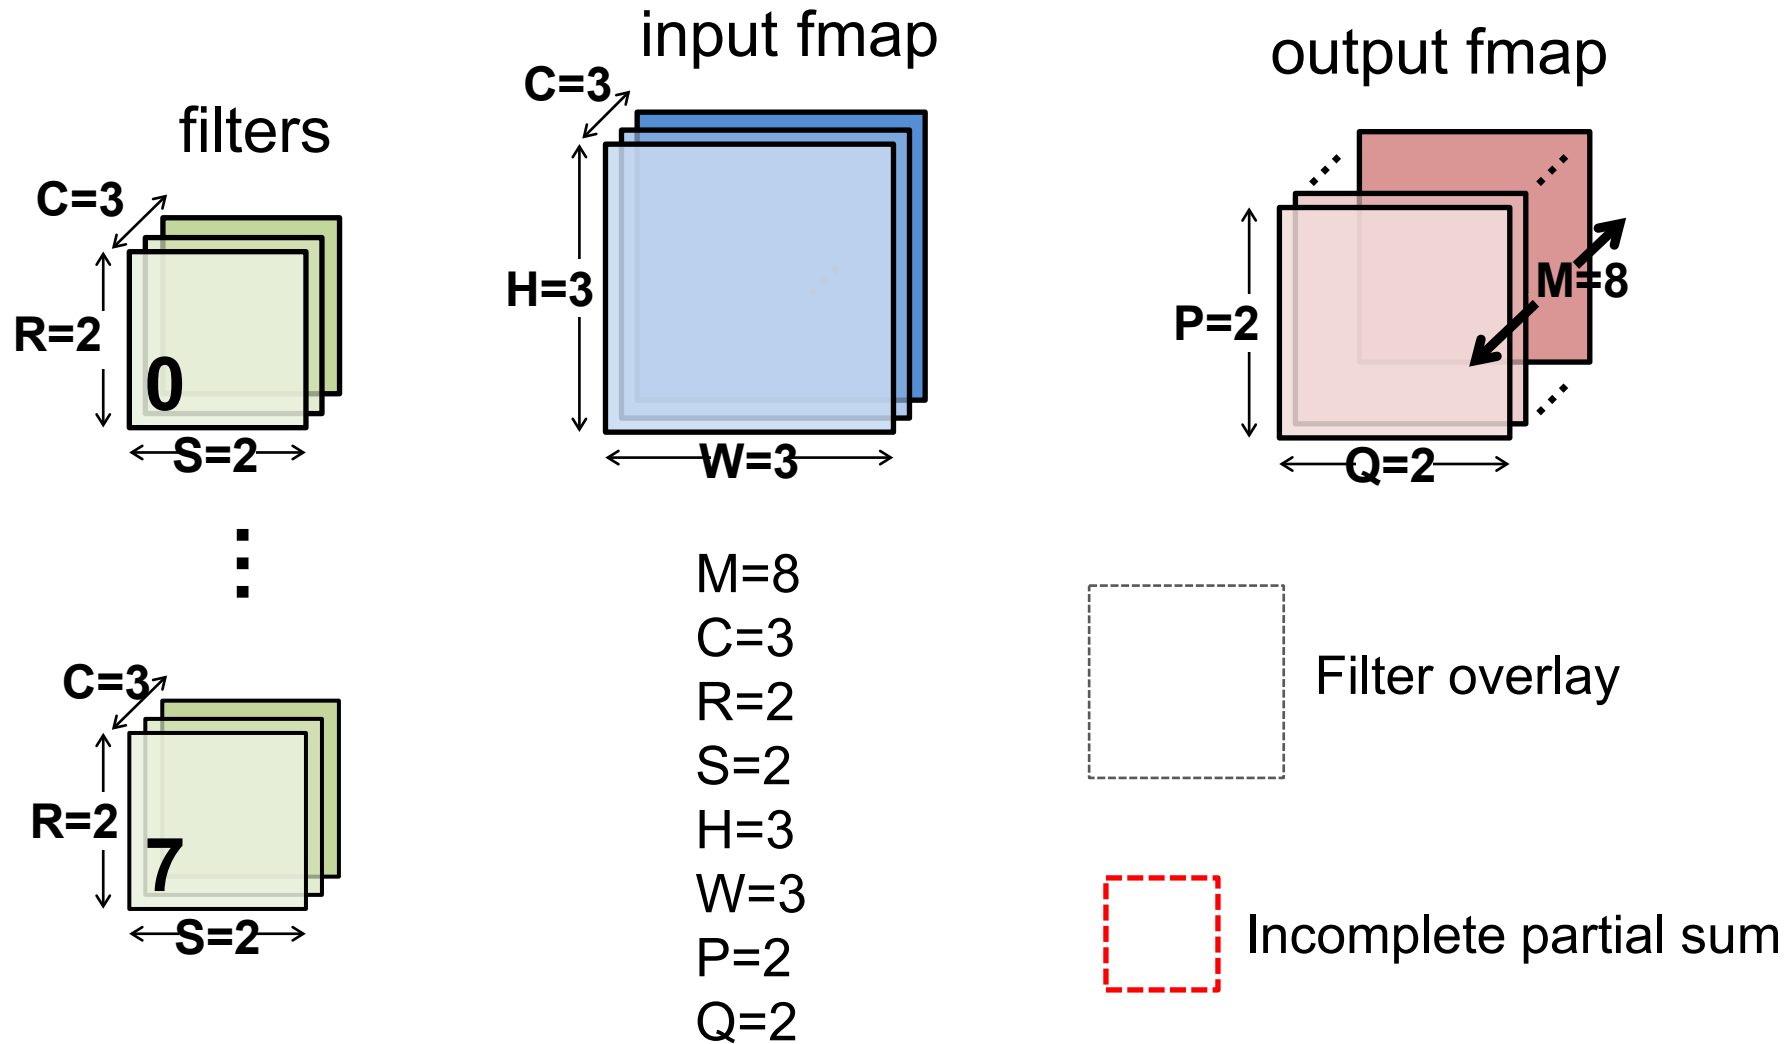 filters
C=3
R=2
0
S=2
⋮
C=3
R=2
7
S=2
input fmap
C=3
H=3
W=3
output fmap
P=2
M=8
Q=2
M=8
C=3
R=2
S=2
H=3
W=3
P=2
Q=2
Filter overlay
Incomplete partial sum